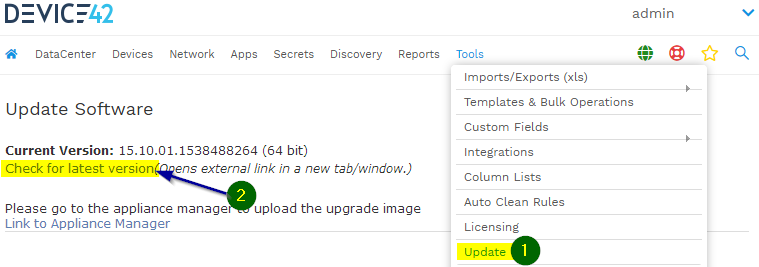 DEVICE42
admin
DataCenter Devices Network Apps Secrets Discovery Reports Tools
Update Software
Current Version: 15.10.01.1538488264 (64 bit)
Check for latest version(Opens external link in a new tab/window.)
2
Please go to the appliance manager to upload the upgrade image
Link to Appliance Manager
Imports/Exports (xls)
Templates & Bulk Operations
Custom Fields
Integrations
Column Lists
Auto Clean Rules
Licensing
Update 1